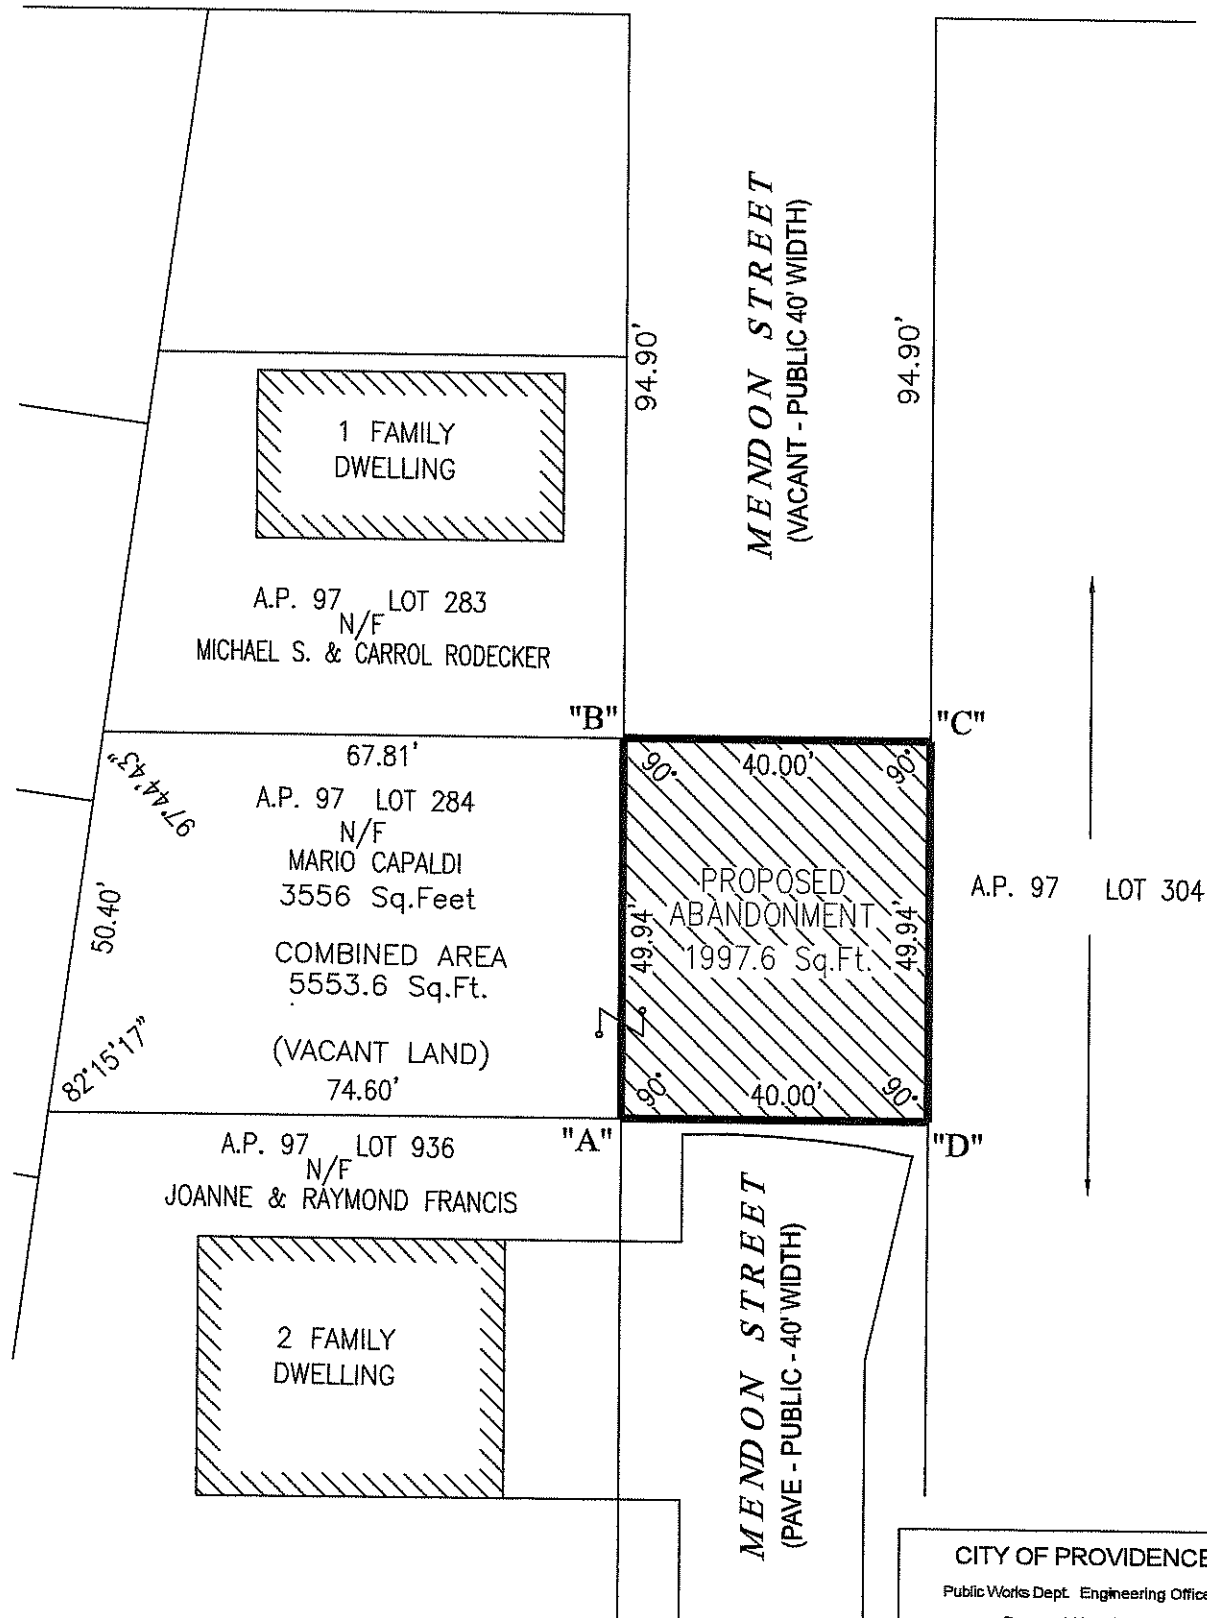 MENDON STREET
(VACANT - PUBLIC 40' WIDTH)
94.90'
94.90'
1 FAMILY
DWELLING
A.P. 97 LOT 283
N/F
MICHAEL S. & CARROL RODECKER
"B"
"C"
67.81'
97°44'43"
A.P. 97 LOT 284
N/F
MARIO CAPALDI
3556 Sq.Feet
COMBINED AREA
5553.6 Sq.Ft.
(VACANT LAND)
74.60'
50.40'
82°15'17"
90°
40.00'
90°
PROPOSED
ABANDONMENT
1997.6 Sq.Ft.
49.94'
49.94'
90°
40.00'
90°
A.P. 97 LOT 304
"A"
"D"
A.P. 97 LOT 936
N/F
JOANNE & RAYMOND FRANCIS
2 FAMILY
DWELLING
MENDON STREET
(PAVE - PUBLIC - 40' WIDTH)
CITY OF PROVIDENCE
Public Works Dept. Engineering Office